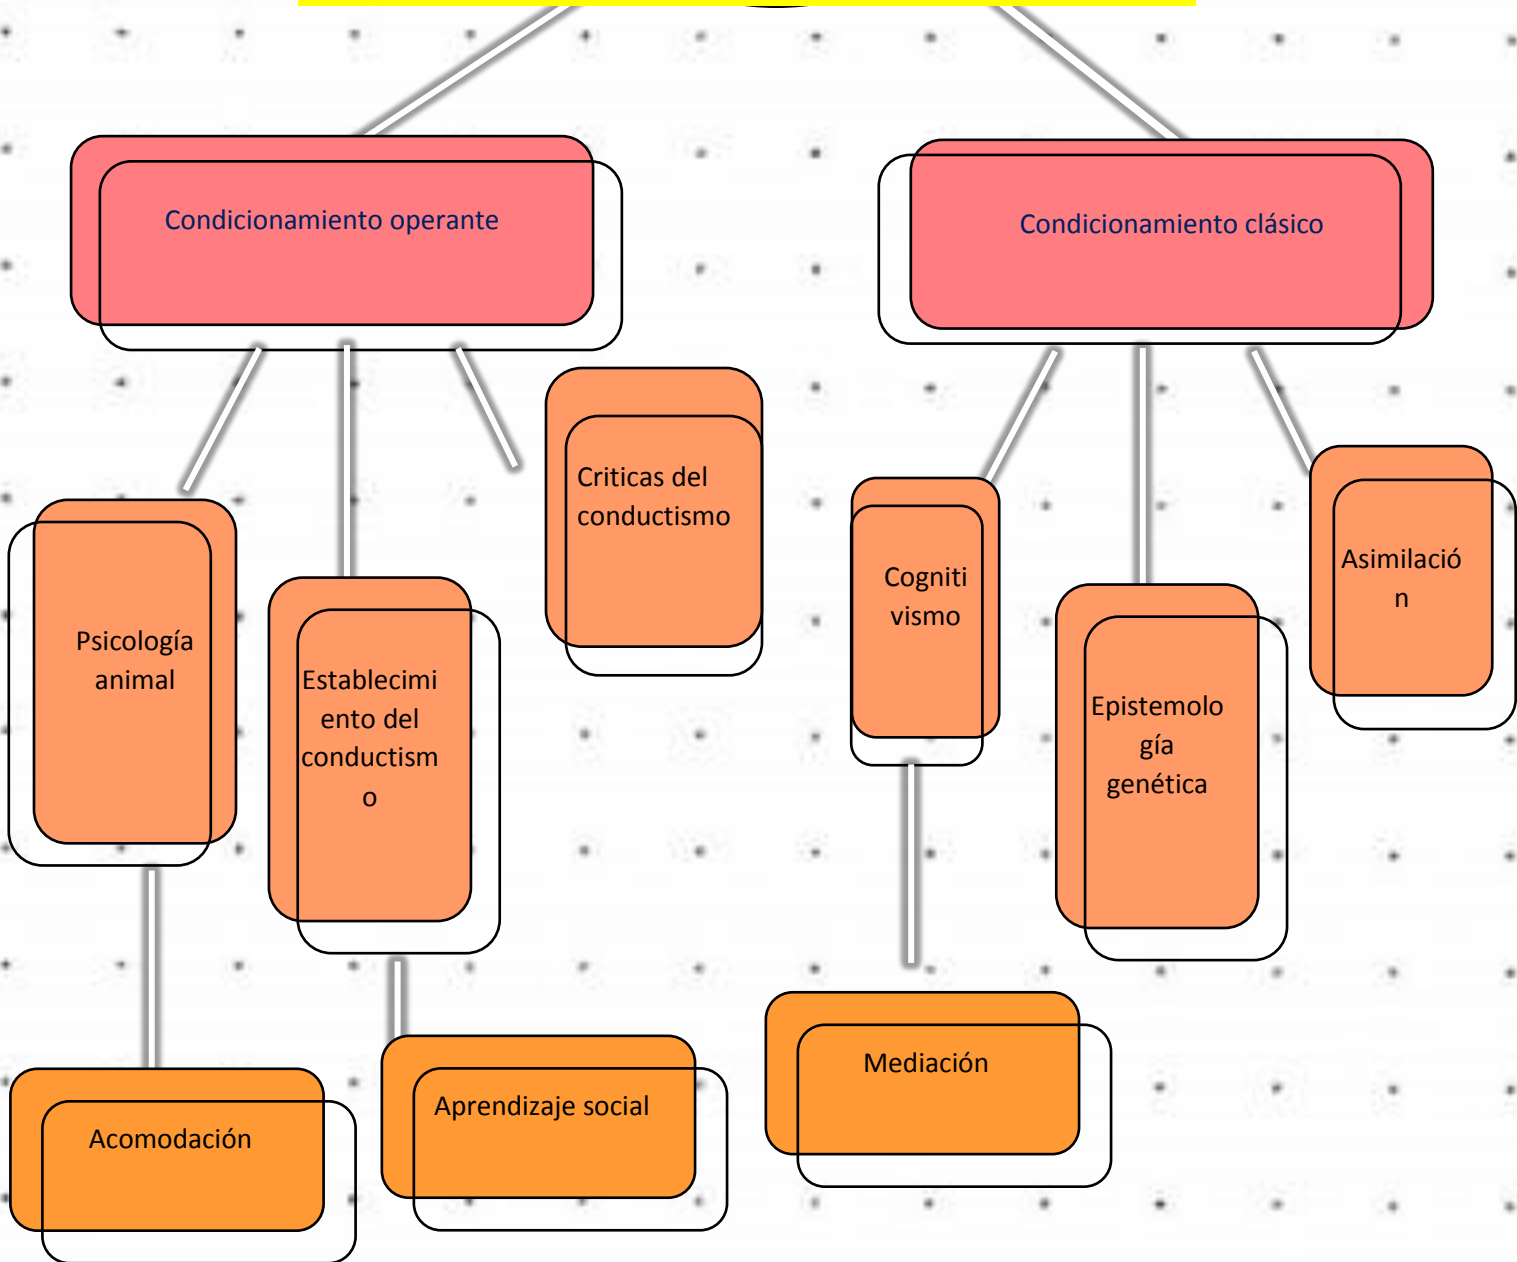 Condicionamiento operante
Condicionamiento clásico
Criticas del
conductismo
Psicología
animal
Establecimi
ento del
conductism
o
Cogniti
vismo
Epistemolo
gía
genética
Asimilació
n
Acomodación
Aprendizaje social
Mediación